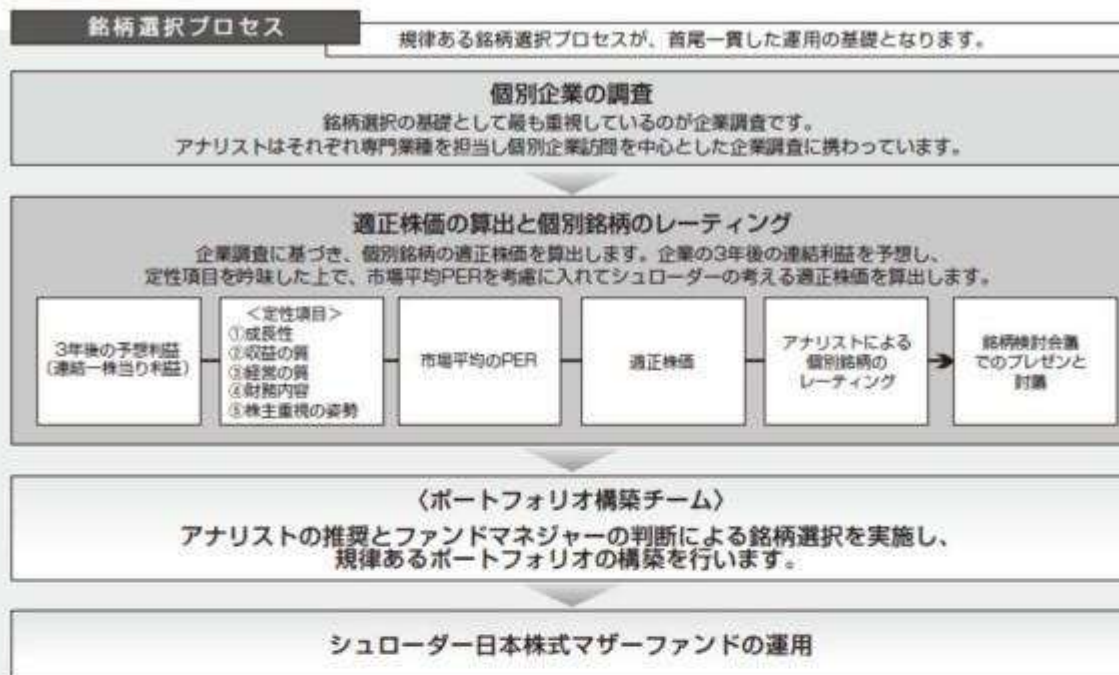 銘柄選択プロセス
規律ある銘柄選択プロセスが、首尾一貫した運用の基礎となります。
個別企業の調査
銘柄選択の基礎として最も重視しているのが企業調査です。
アナリストはそれぞれ専門業種を担当し個別企業訪問を中心とした企業調査に携わっています。
適正株価の算出と個別銘柄のレーティング
企業調査に基づき、個別銘柄の適正株価を算出します。企業の3年後の連結利益を予想し、
定性項目を吟味した上で、市場平均PERを考慮に入れてシュローダーの考える適正株価を算出します。
3年後の予想利益
(連結一株当り利益)
<定性項目>
①成長性
②収益の質
③経営の質
④財務内容
⑤株主重視の姿勢
市場平均のPER
適正株価
アナリストによる
個別銘柄の
レーティング
銘柄検討会議
でのプレゼンと
討議
〈ポートフォリオ構築チーム〉
アナリストの推奨とファンドマネジャーの判断による銘柄選択を実施し、
規律あるポートフォリオの構築を行います。
シュローダー日本株式マザーファンドの運用